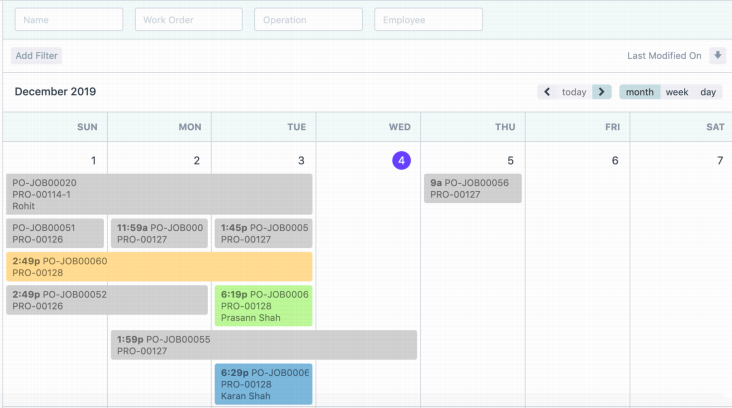 Name Work Order Operation Employee
Add Filter Last Modified On
December 2019 today month week day
SUN MON TUE WED THU FRI SAT
1 2 3 4 5 6 7
PO-JOB00020
PRO-00114-1
Rohit
9a PO-JOB00056
PRO-00127
PO-JOB00051
PRO-00126
11:59a PO-JOB000
PRO-00127
1:45p PO-JOB0005
PRO-00127
2:49p PO-JOB00060
PRO-00128
2:49p PO-JOB00052
PRO-00126
6:19p PO-JOB0006
PRO-00128
Prasann Shah
1:59p PO-JOB00055
PRO-00127
6:29p PO-JOB0006
PRO-00128
Karan Shah